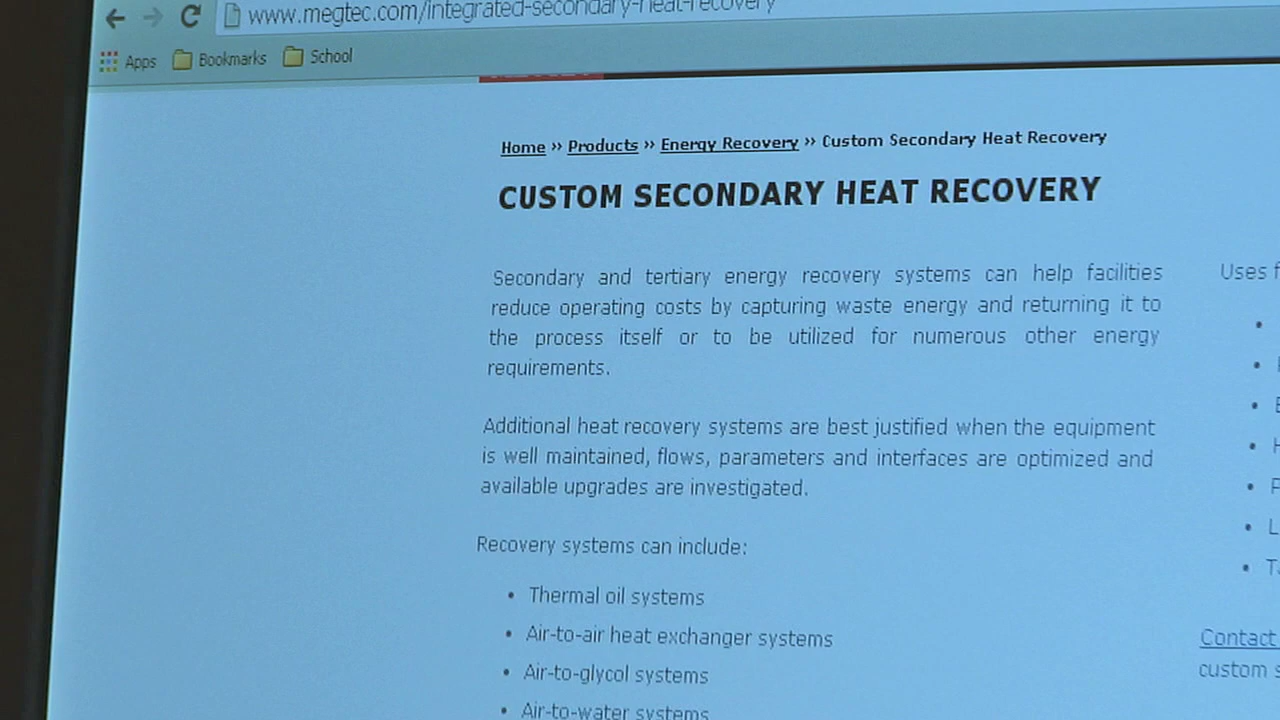 www.megtec.com/integrated-secondary-heat-recovery
Apps Bookmarks School
Home » Products » Energy Recovery » Custom Secondary Heat Recovery
CUSTOM SECONDARY HEAT RECOVERY
Secondary and tertiary energy recovery systems can help facilities
reduce operating costs by capturing waste energy and returning it to
the process itself or to be utilized for numerous other energy
requirements.
Additional heat recovery systems are best justified when the equipment
is well maintained, flows, parameters and interfaces are optimized and
available upgrades are investigated.
Recovery systems can include:
• Thermal oil systems
• Air-to-air heat exchanger systems
• Air-to-glycol systems
• Air-to-water systems
Uses
Contact
custom